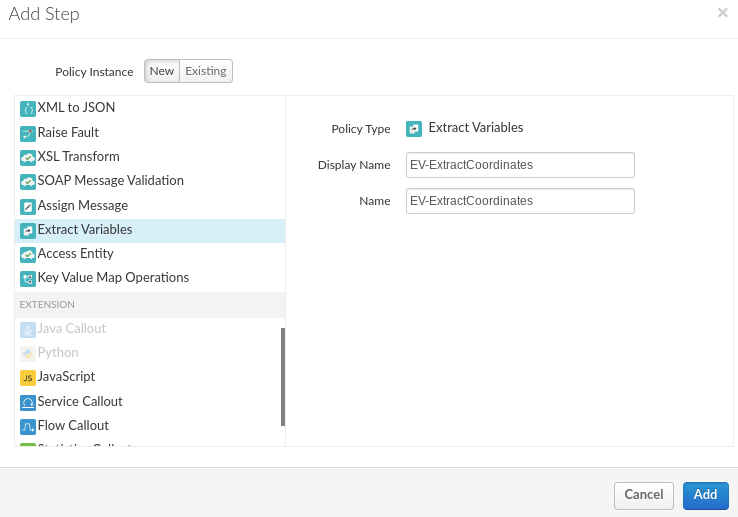 Add Step
×
Policy Instance New Existing
XML to JSON
Raise Fault
XSL Transform
SOAP Message Validation
Assign Message
Extract Variables
Access Entity
Key Value Map Operations
EXTENSION
Java Callout
Python
JS JavaScript
Service Callout
Flow Callout
Policy Type Extract Variables
Display Name EV-ExtractCoordinates
Name EV-ExtractCoordinates
Cancel Add